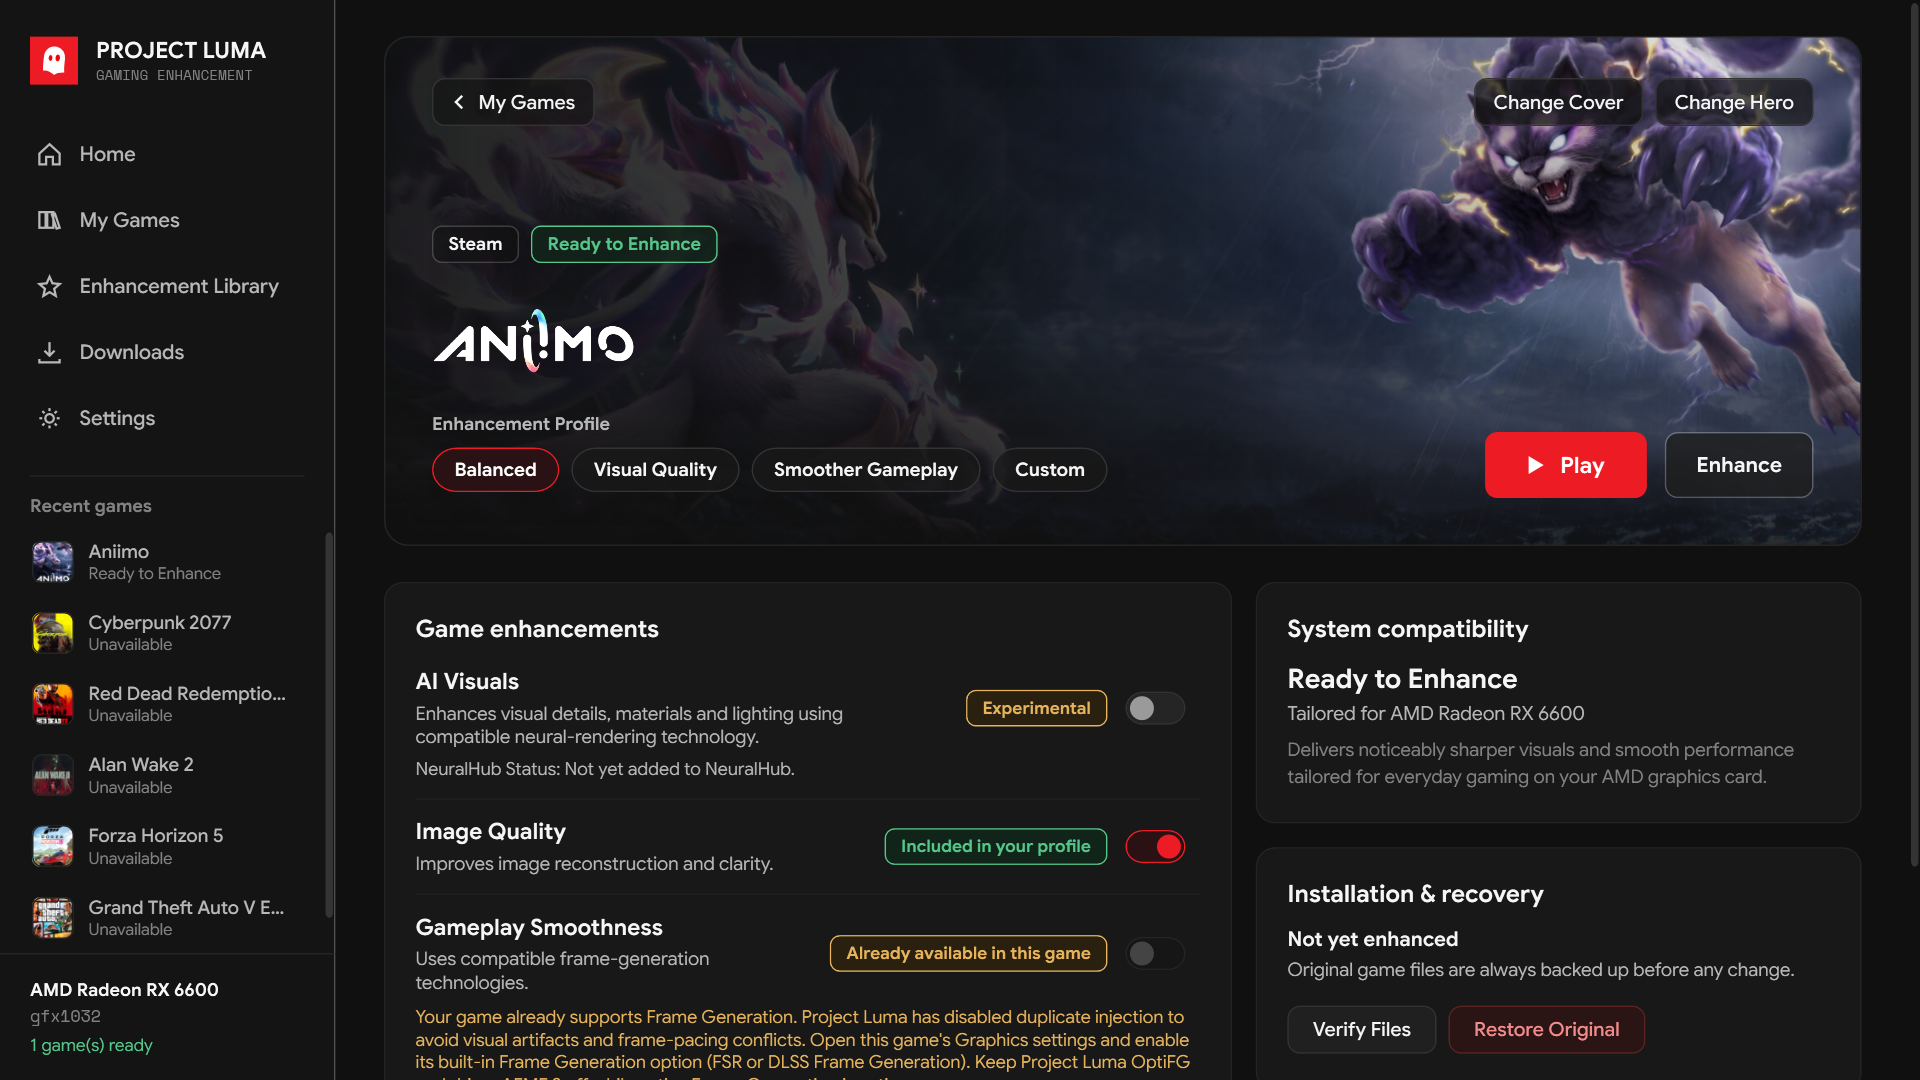 PROJECT LUMA
GAMING ENHANCEMENT
Home
My Games
Enhancement Library
Downloads
Settings
Recent games
Aniimo
Ready to Enhance
Cyberpunk 2077
Unavailable
Red Dead Redemptio...
Unavailable
Alan Wake 2
Unavailable
Forza Horizon 5
Unavailable
Grand Theft Auto V E...
Unavailable
AMD Radeon RX 6600
gfx1032
1 game(s) ready
My Games
Change Cover
Change Hero
Steam
Ready to Enhance
ANiiMO
Enhancement Profile
Balanced
Visual Quality
Smoother Gameplay
Custom
Play
Enhance
Game enhancements
AI Visuals
Enhances visual details, materials and lighting using
compatible neural-rendering technology.
NeuralHub Status: Not yet added to NeuralHub.
Experimental
Image Quality
Improves image reconstruction and clarity.
Included in your profile
Gameplay Smoothness
Uses compatible frame-generation
technologies.
Already available in this game
Your game already supports Frame Generation. Project Luma has disabled duplicate injection to
avoid visual artifacts and frame-pacing conflicts. Open this game's Graphics settings and enable
its built-in Frame Generation option (FSR or DLSS Frame Generation). Keep Project Luma OptiFG
System compatibility
Ready to Enhance
Tailored for AMD Radeon RX 6600
Delivers noticeably sharper visuals and smooth performance
tailored for everyday gaming on your AMD graphics card.
Installation & recovery
Not yet enhanced
Original game files are always backed up before any change.
Verify Files
Restore Original